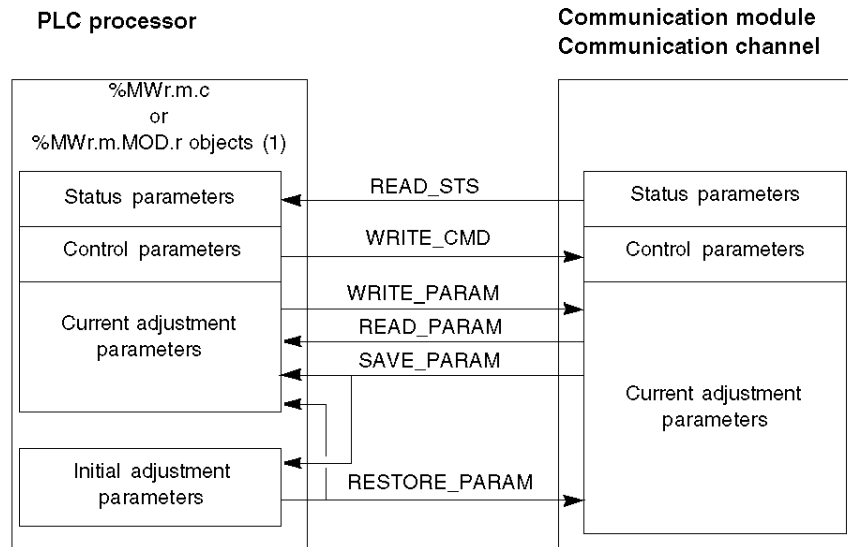 PLC processor
Communication module
Communication channel
%MWr.m.c
or
%MWr.m.MOD.r objects (1)
Status parameters
READ_STS
Status parameters
Control parameters
WRITE_CMD
Control parameters
WRITE_PARAM
Current adjustment
parameters
READ_PARAM
SAVE_PARAM
Current adjustment
parameters
Initial adjustment
parameters
RESTORE_PARAM